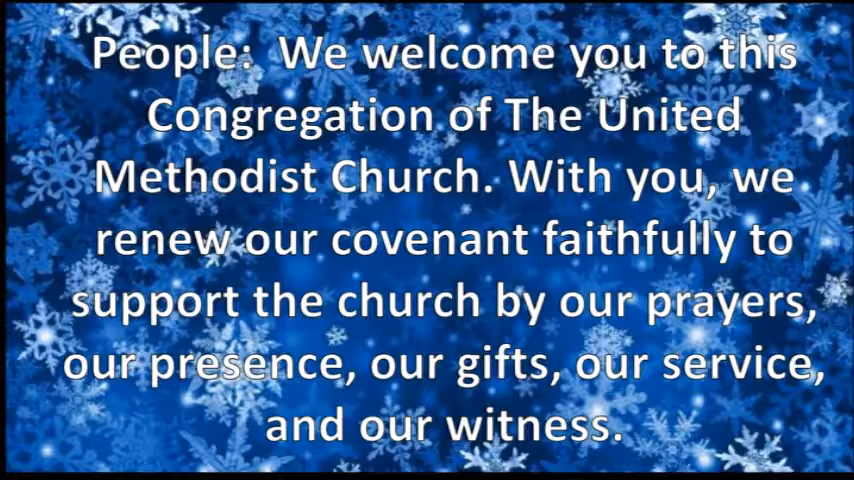 People:  We welcome you to this
Congregation of The United
Methodist Church. With you, we
renew our covenant faithfully to
support the church by our prayers,
our presence, our gifts, our service,
and our witness.